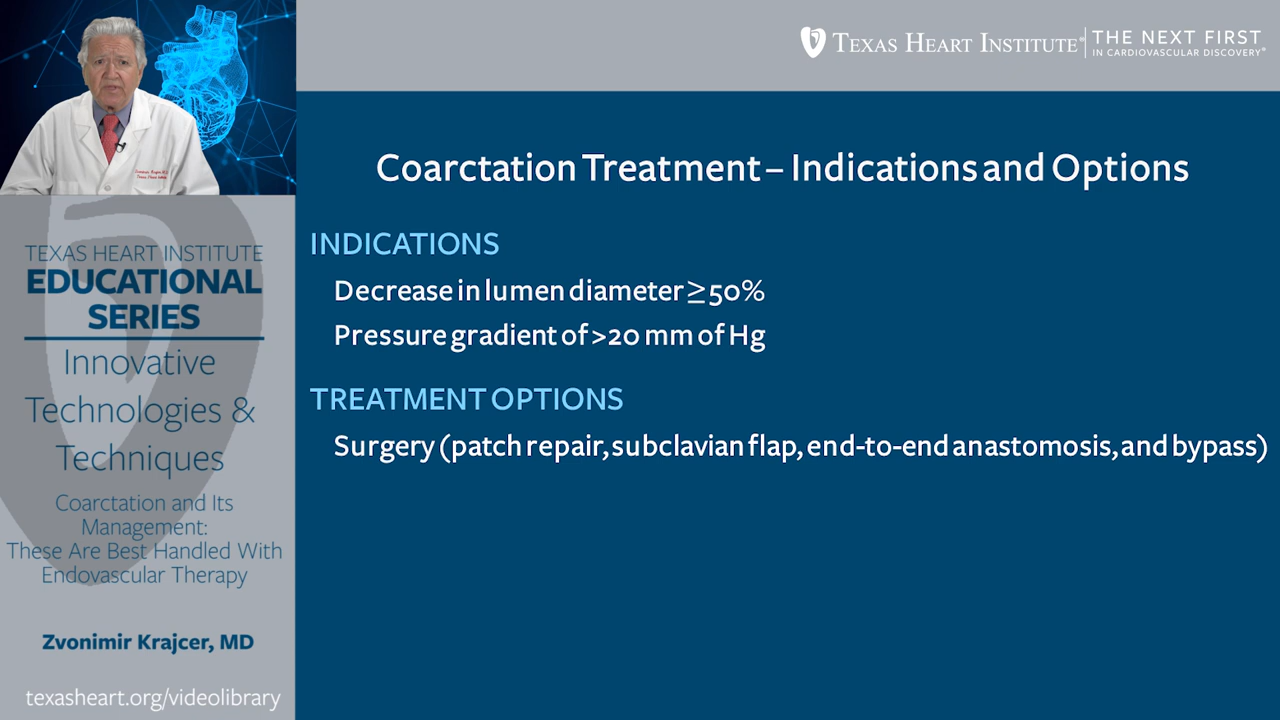 TEXAS HEART INSTITUTE® THE NEXT FIRST
IN CARDIOVASCULAR DISCOVERY®
Coarctation Treatment – Indications and Options
INDICATIONS
Decrease in lumen diameter ≥50%
Pressure gradient of >20 mm of Hg
TREATMENT OPTIONS
Surgery (patch repair, subclavian flap, end-to-end anastomosis, and bypass)
TEXAS HEART INSTITUTE
EDUCATIONAL
SERIES
Innovative
Technologies &
Techniques
Coarctation and Its
Management:
These Are Best Handled With
Endovascular Therapy
Zvonimir Krajcer, MD
texasheart.org/videolibrary